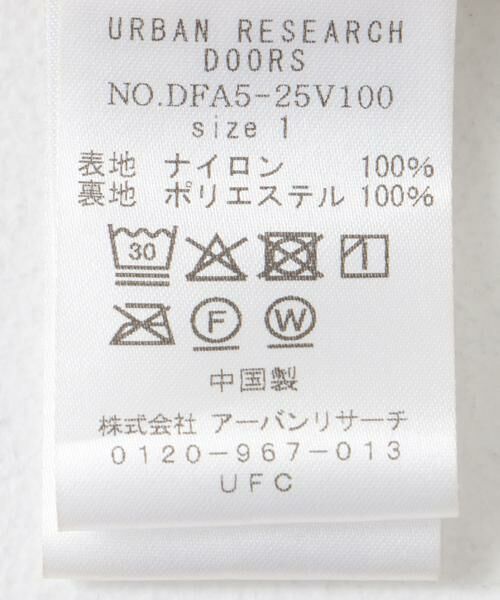 URBAN RESEARCH
DOORS
NO.DFA5-25V100
size 1
表地 ナイロン 100%
裏地 ポリエステル 100%
30
F W
中国製
株式会社 アーバンリサーチ
0120-967-013
UFC